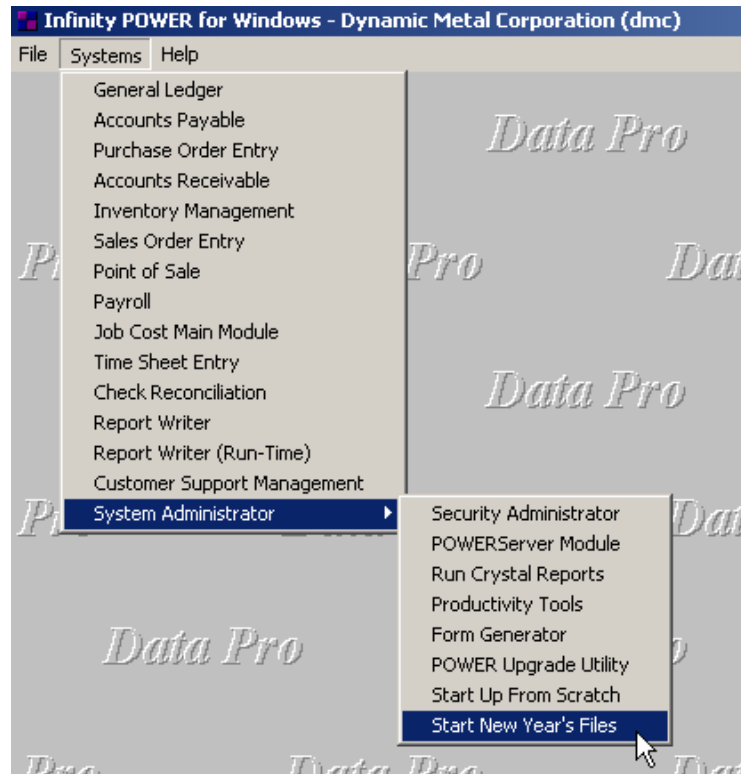 Infinity POWER for Windows - Dynamic Metal Corporation (dmc)
File Systems Help
General Ledger
Accounts Payable
Purchase Order Entry
Accounts Receivable
Inventory Management
Sales Order Entry
Point of Sale
Payroll
Job Cost Main Module
Time Sheet Entry
Check Reconciliation
Report Writer
Report Writer (Run-Time)
Customer Support Management
System Administrator
Security Administrator
POWERServer Module
Run Crystal Reports
Productivity Tools
Form Generator
POWER Upgrade Utility
Start Up From Scratch
Start New Year's Files
Data Pro
Pro
Data Pro
Data Pro